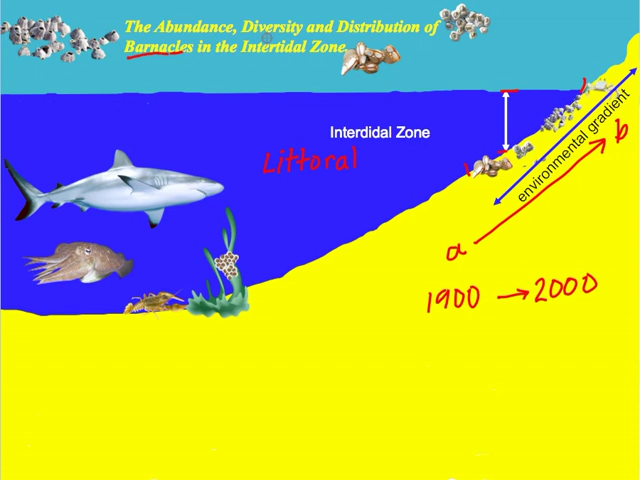 The Abundance, Diversity and Distribution of
Barnacles in the Intertidal Zone.
Interdidal Zone
Littoral
environmental gradient
b
a
1900 → 2000